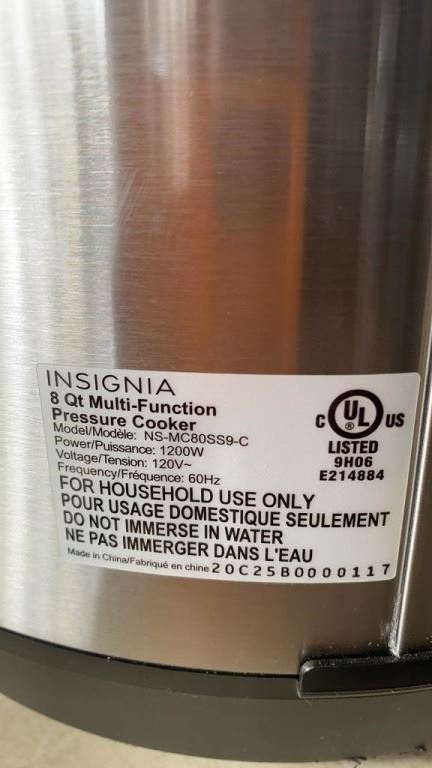 INSIGNIA
8 Qt Multi-Function
Pressure Cooker
Model/Modèle: NS-MC80SS9-C
Power/Puissance: 1200W
Voltage/Tension: 120V~
Frequency/Fréquence: 60Hz
FOR HOUSEHOLD USE ONLY
POUR USAGE DOMESTIQUE SEULEMENT
DO NOT IMMERSE IN WATER
NE PAS IMMERGER DANS L'EAU
Made in China/Fabriqué en chine 20C25B0000117
C UL ® US
LISTED
9H06
E214884